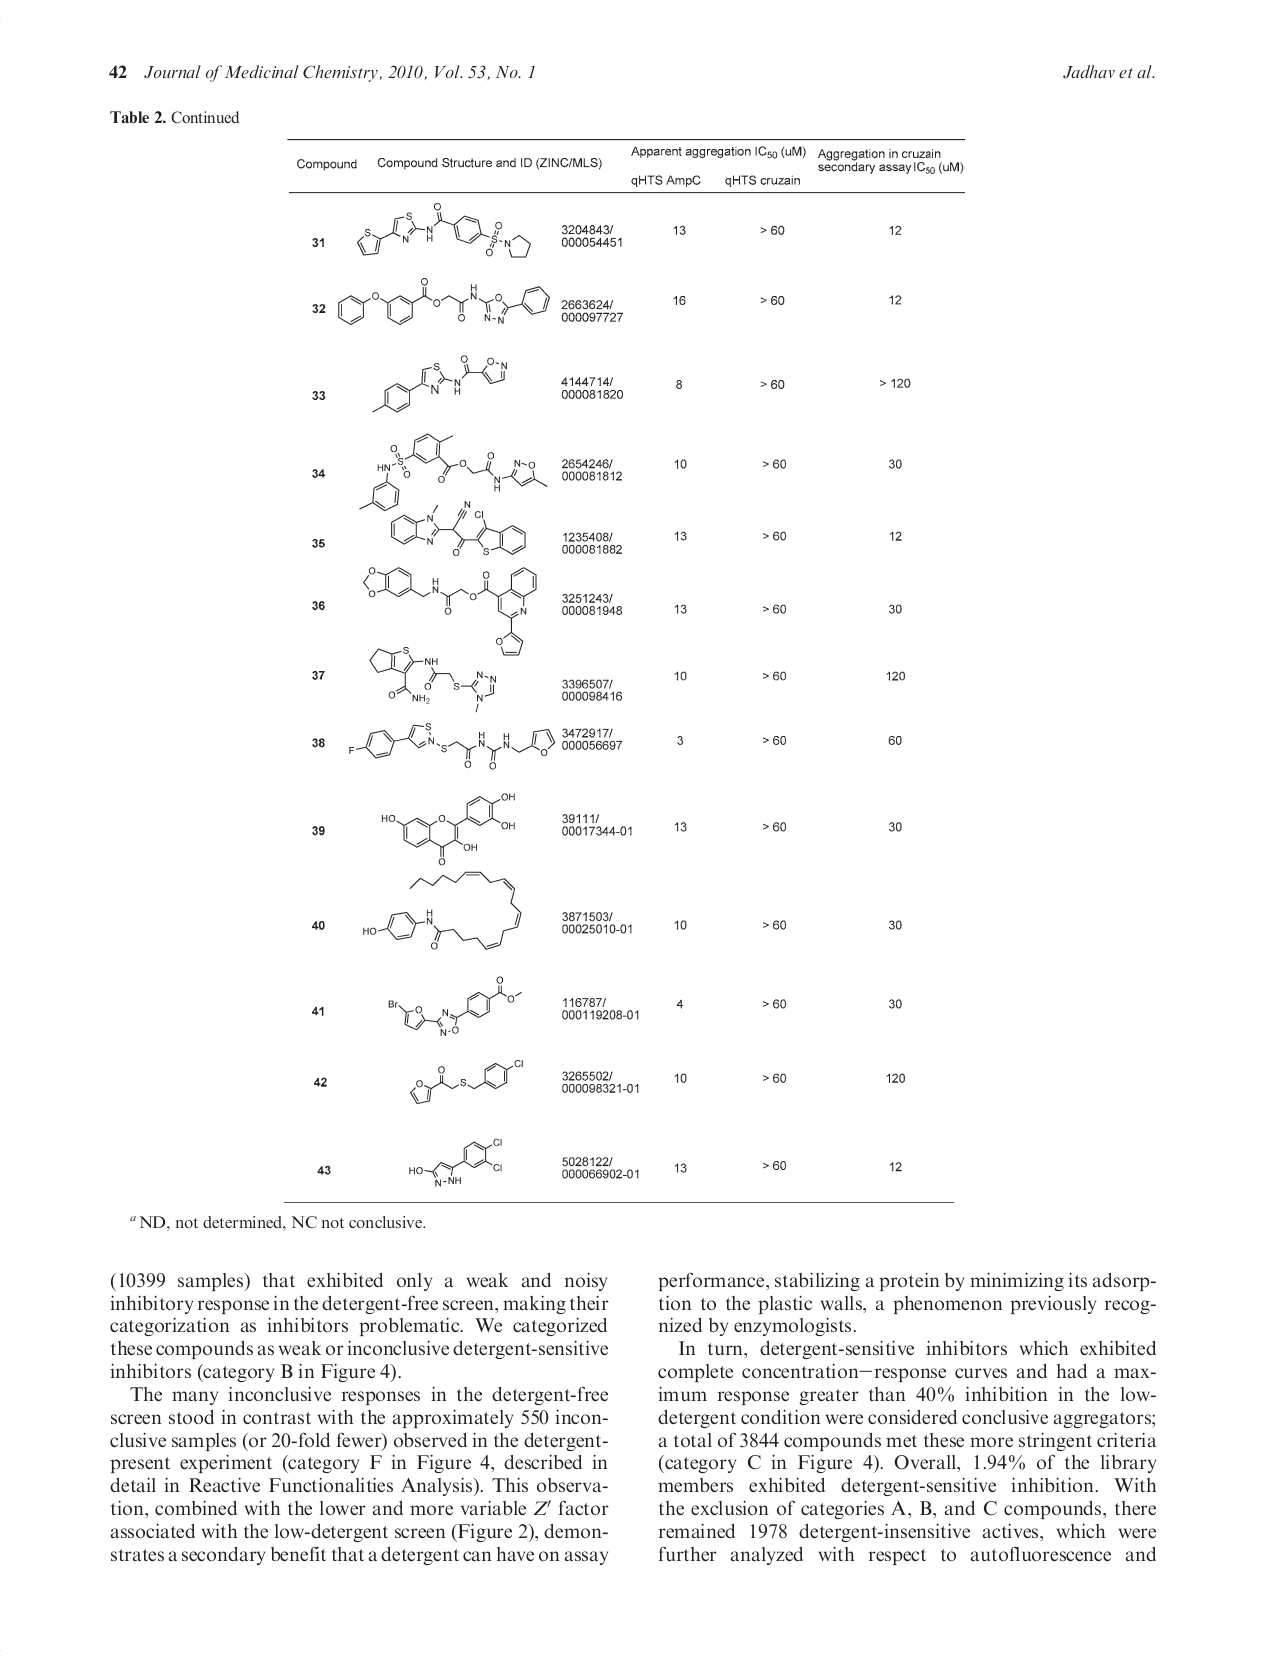 42 Journal of Medicinal Chemistry, 2010, Vol. 53, No. 1 Jadhav et al.
Table 2. Continued
Compound Compound Structure and ID (ZINC/MLS) Apparent aggregation IC50 (uM) Aggregation in cruzain secondary assay IC50 (uM)
qHTS AmpC qHTS cruzain
31 3204843/ 000054451 13 > 60 12
32 2663624/ 000097727 16 > 60 12
33 4144714/ 000081820 8 > 60 > 120
34 2654246/ 000081812 10 > 60 30
35 1235408/ 000081882 13 > 60 12
36 3251243/ 000081948 13 > 60 30
37 3396507/ 000098416 10 > 60 120
38 3472917/ 000056697 3 > 60 60
39 39111/ 00017344-01 13 > 60 30
40 3871503/ 00025010-01 10 > 60 30
41 116787/ 000119208-01 4 > 60 30
42 3265502/ 000098321-01 10 > 60 120
43 5028122/ 000066902-01 13 > 60 12
a ND, not determined, NC not conclusive.
(10399 samples) that exhibited only a weak and noisy
inhibitory response in the detergent-free screen, making their
categorization as inhibitors problematic. We categorized
these compounds as weak or inconclusive detergent-sensitive
inhibitors (category B in Figure 4).
The many inconclusive responses in the detergent-free
screen stood in contrast with the approximately 550 incon-
clusive samples (or 20-fold fewer) observed in the detergent-
present experiment (category F in Figure 4, described in
detail in Reactive Functionalities Analysis). This observa-
tion, combined with the lower and more variable Z′ factor
associated with the low-detergent screen (Figure 2), demon-
strates a secondary benefit that a detergent can have on assay
performance, stabilizing a protein by minimizing its adsorp-
tion to the plastic walls, a phenomenon previously recog-
nized by enzymologists.
In turn, detergent-sensitive inhibitors which exhibited
complete concentration−response curves and had a max-
imum response greater than 40% inhibition in the low-
detergent condition were considered conclusive aggregators;
a total of 3844 compounds met these more stringent criteria
(category C in Figure 4). Overall, 1.94% of the library
members exhibited detergent-sensitive inhibition. With
the exclusion of categories A, B, and C compounds, there
remained 1978 detergent-insensitive actives, which were
further analyzed with respect to autofluorescence and